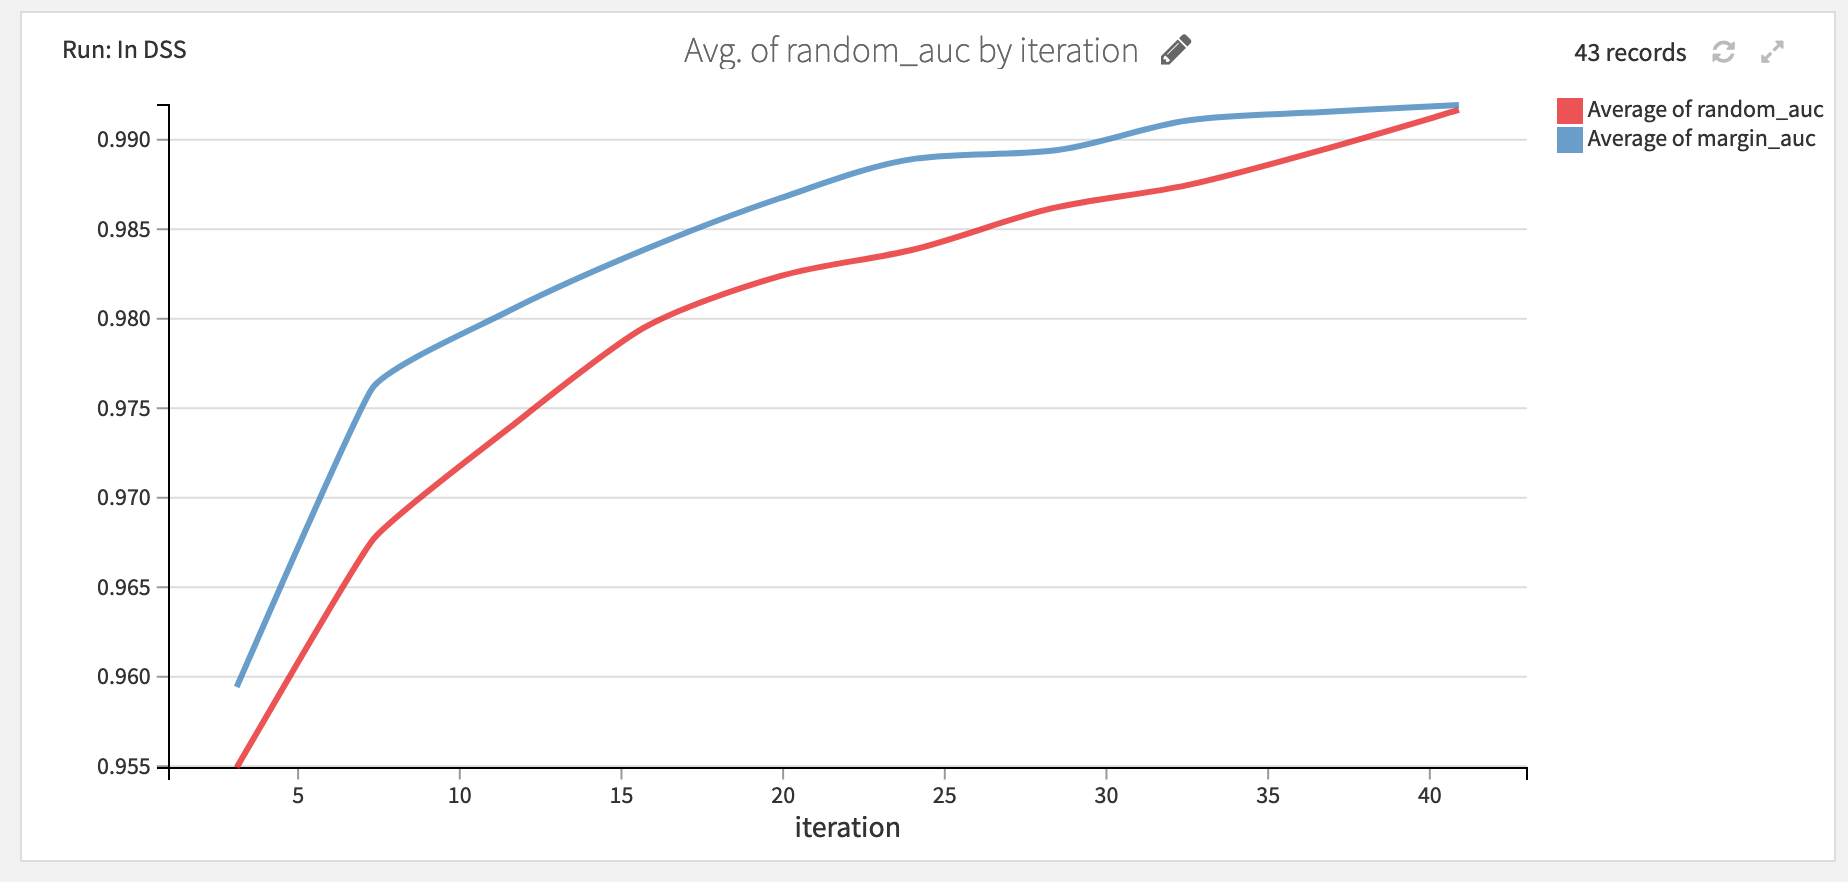 Run: In DSS
Avg. of random_auc by iteration
43 records
Average of random_auc
Average of margin_auc
0.990
0.985
0.980
0.975
0.970
0.965
0.960
0.955
5 10 15 20 25 30 35 40
iteration